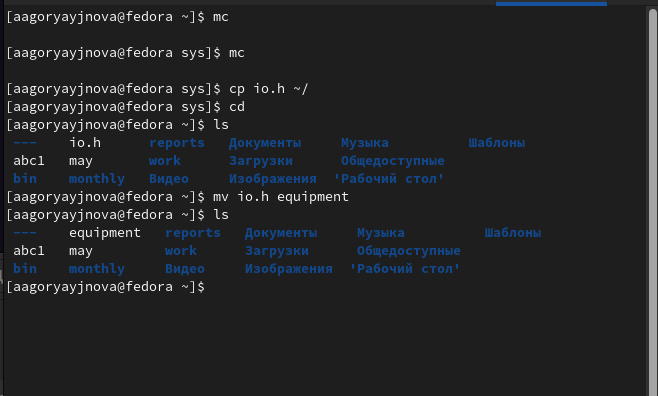 [aagoryayjnova@fedora ~]$ mc
[aagoryayjnova@fedora sys]$ mc
[aagoryayjnova@fedora sys]$ cp io.h ~/
[aagoryayjnova@fedora sys]$ cd
[aagoryayjnova@fedora ~]$ ls
--- io.h reports Документы Музыка Шаблоны
abc1 may work Загрузки Общедоступные
bin monthly Видео Изображения 'Рабочий стол'
[aagoryayjnova@fedora ~]$ mv io.h equipment
[aagoryayjnova@fedora ~]$ ls
--- equipment reports Документы Музыка Шаблоны
abc1 may work Загрузки Общедоступные
bin monthly Видео Изображения 'Рабочий стол'
[aagoryayjnova@fedora ~]$